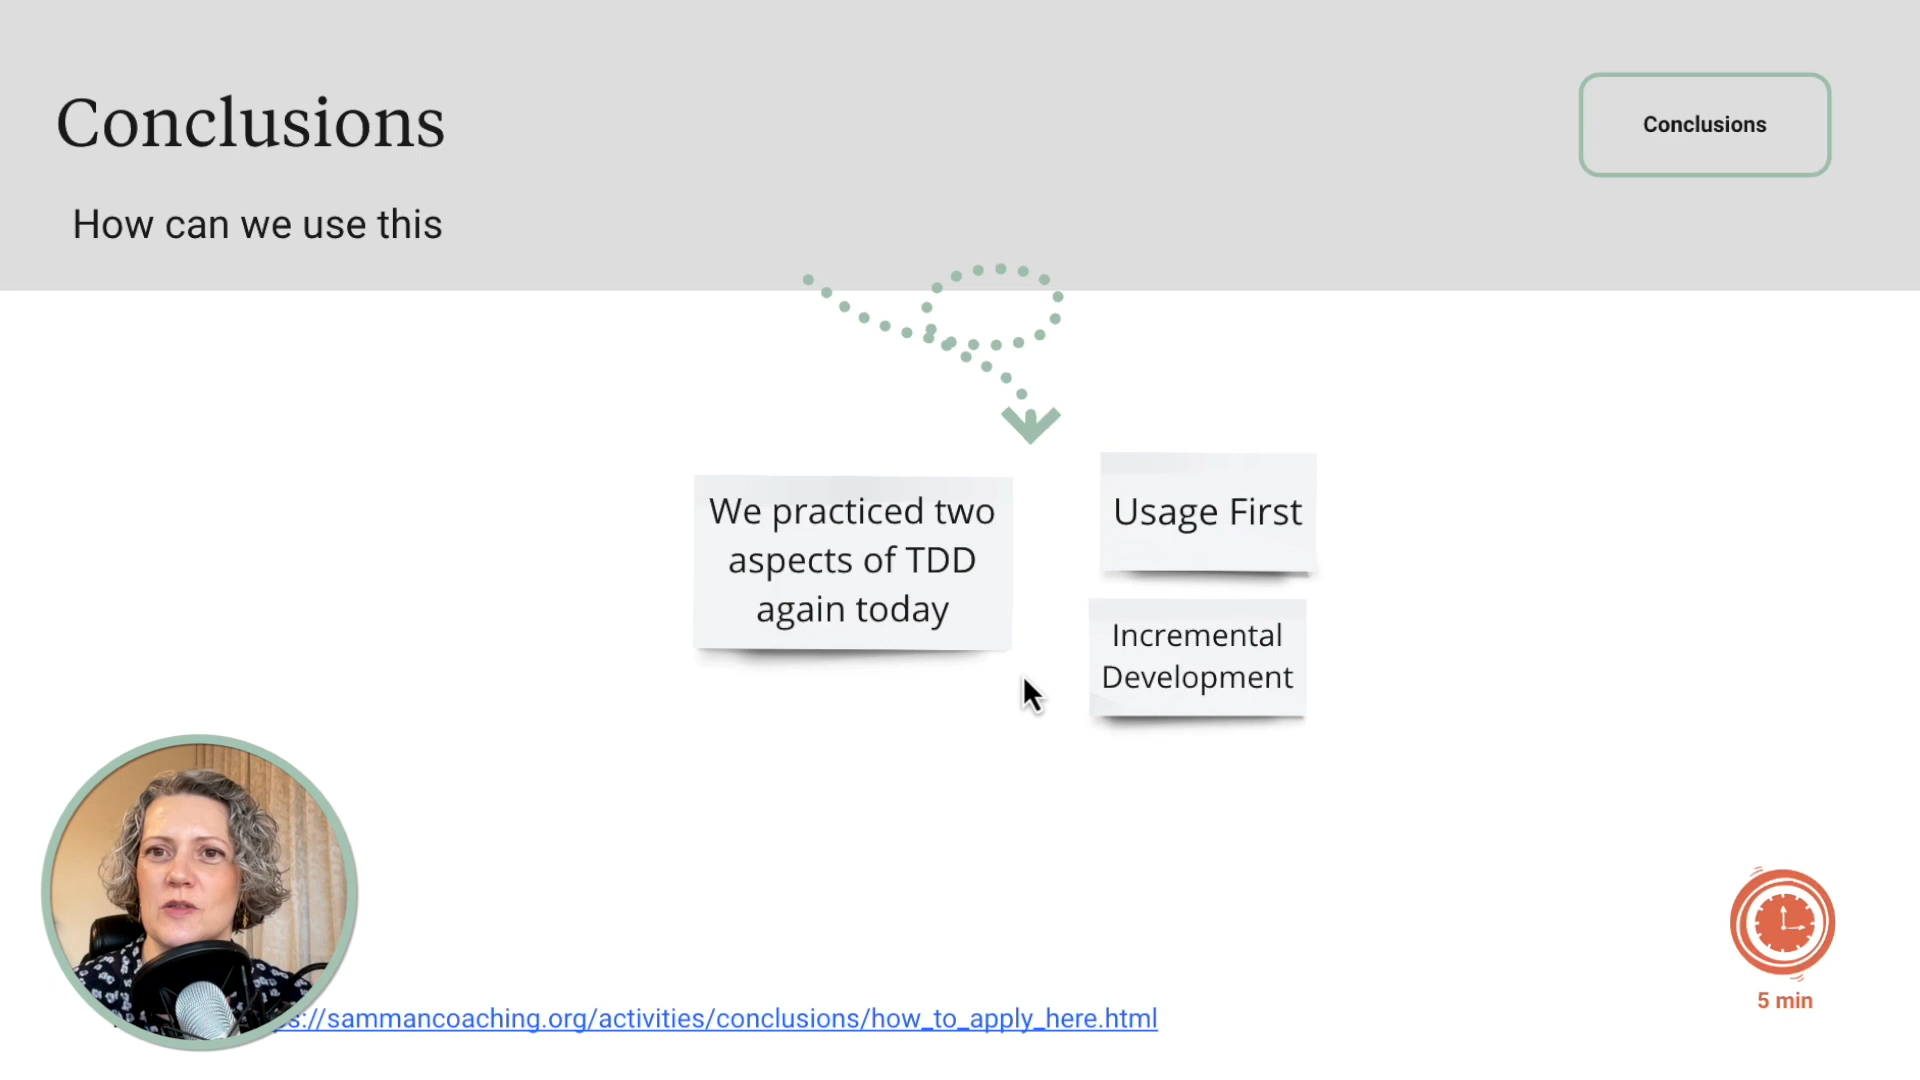 Conclusions
Conclusions
How can we use this
We practiced two
aspects of TDD
again today
Usage First
Incremental
Development
s://sammancoaching.org/activities/conclusions/how_to_apply_here.html
5 min